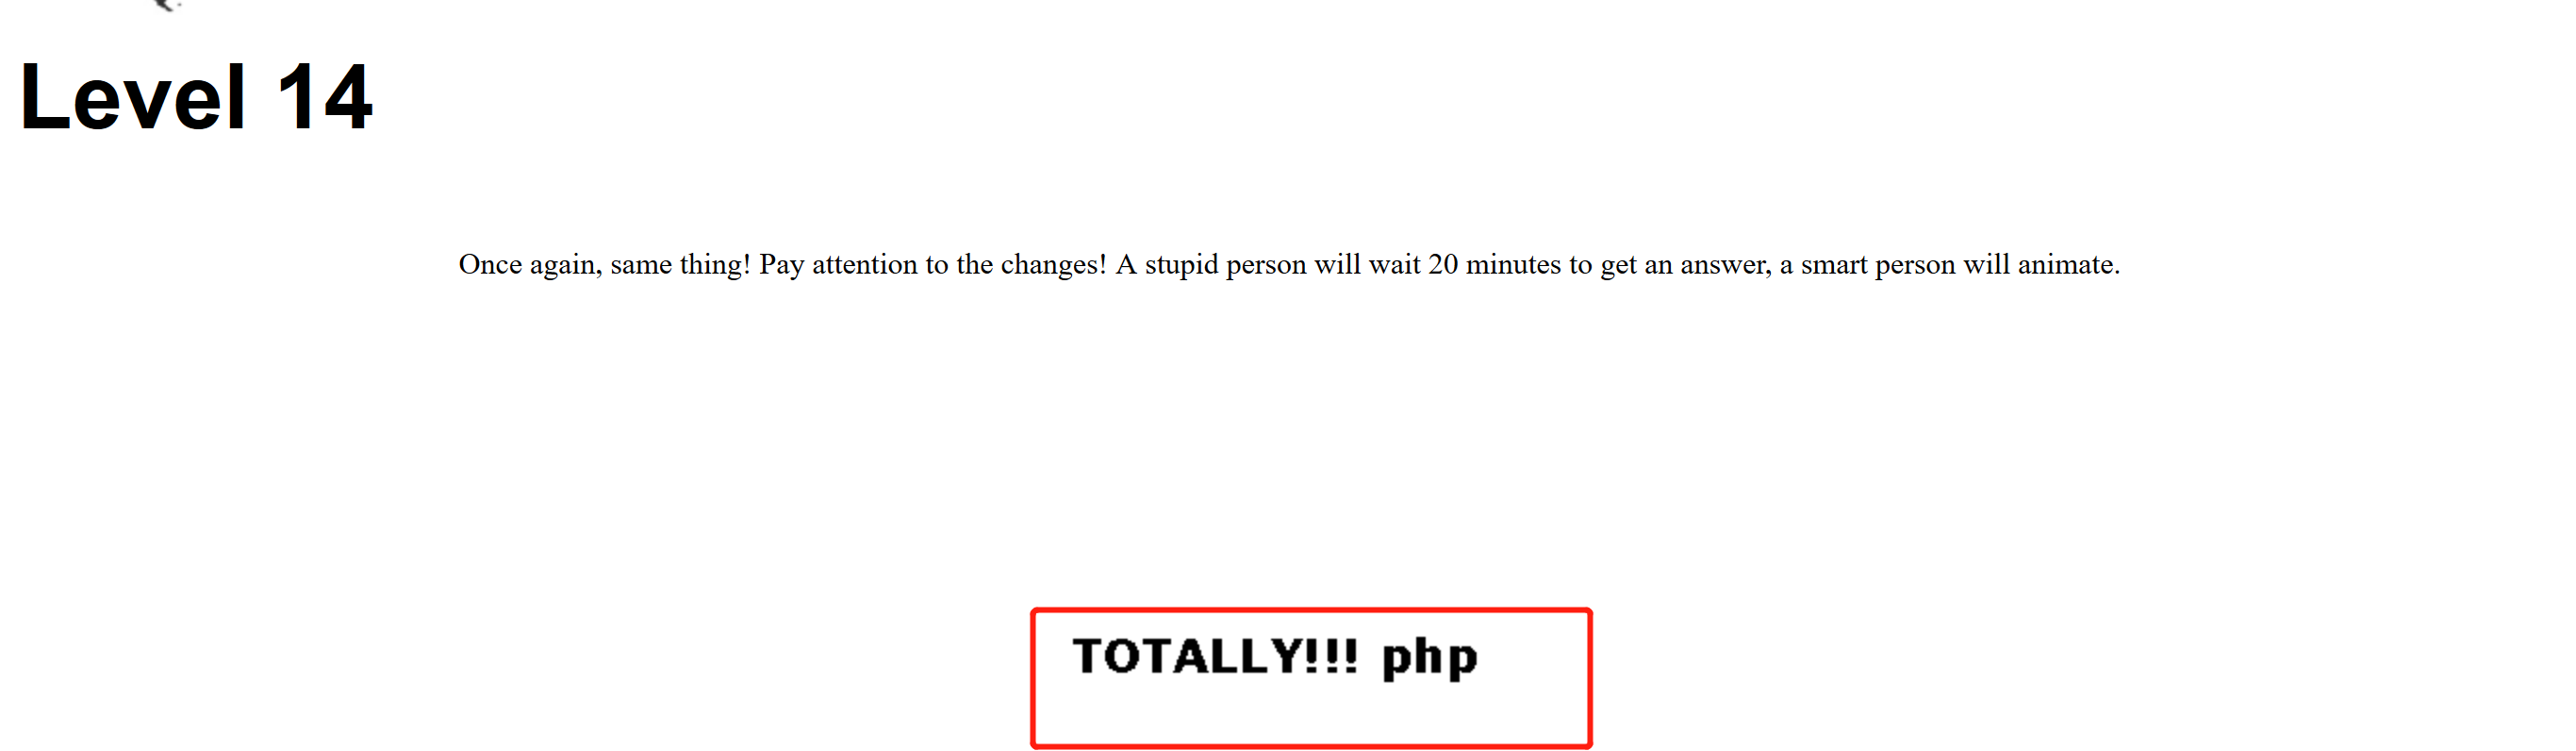 Level 14
Once again, same thing! Pay attention to the changes! A stupid person will wait 20 minutes to get an answer, a smart person will animate.
TOTALLY!!! php